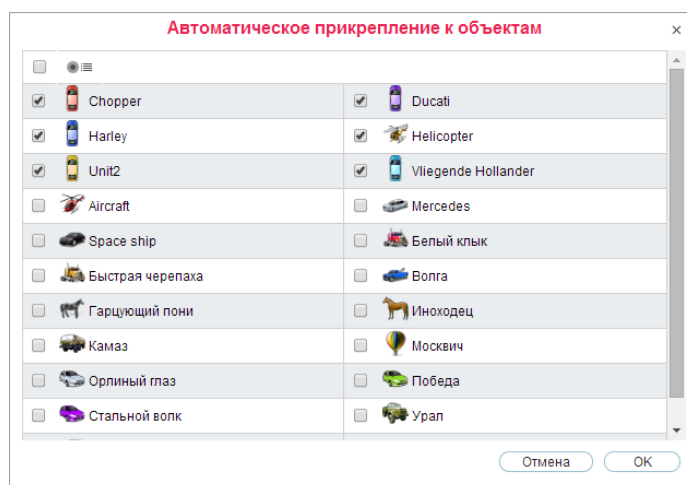 Автоматическое прикрепление к объектам
Chopper Ducati
Harley Helicopter
Unit2 Vliegende Hollander
Aircraft Mercedes
Space ship Белый клык
Быстрая черепаха Волга
Гарцующий пони Иноходец
Камаз Москвич
Орлиный глаз Победа
Стальной волк Урал
Отмена OK